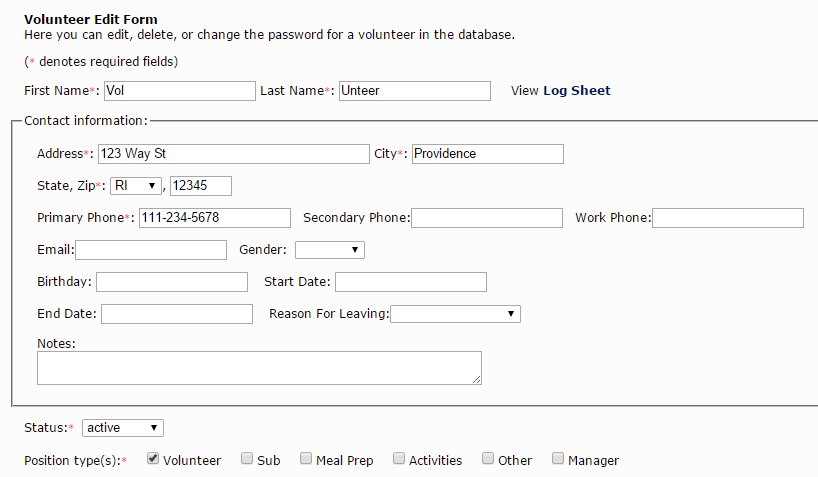 Volunteer Edit Form
Here you can edit, delete, or change the password for a volunteer in the database.
(* denotes required fields)
First Name*: Vol Last Name*: Unteer View Log Sheet
Contact information:
Address*: 123 Way St City*: Providence
State, Zip*: RI , 12345
Primary Phone*: 111-234-5678 Secondary Phone: Work Phone:
Email: Gender:
Birthday: Start Date:
End Date: Reason For Leaving:
Notes:
Status:* active
Position type(s):* Volunteer Sub Meal Prep Activities Other Manager